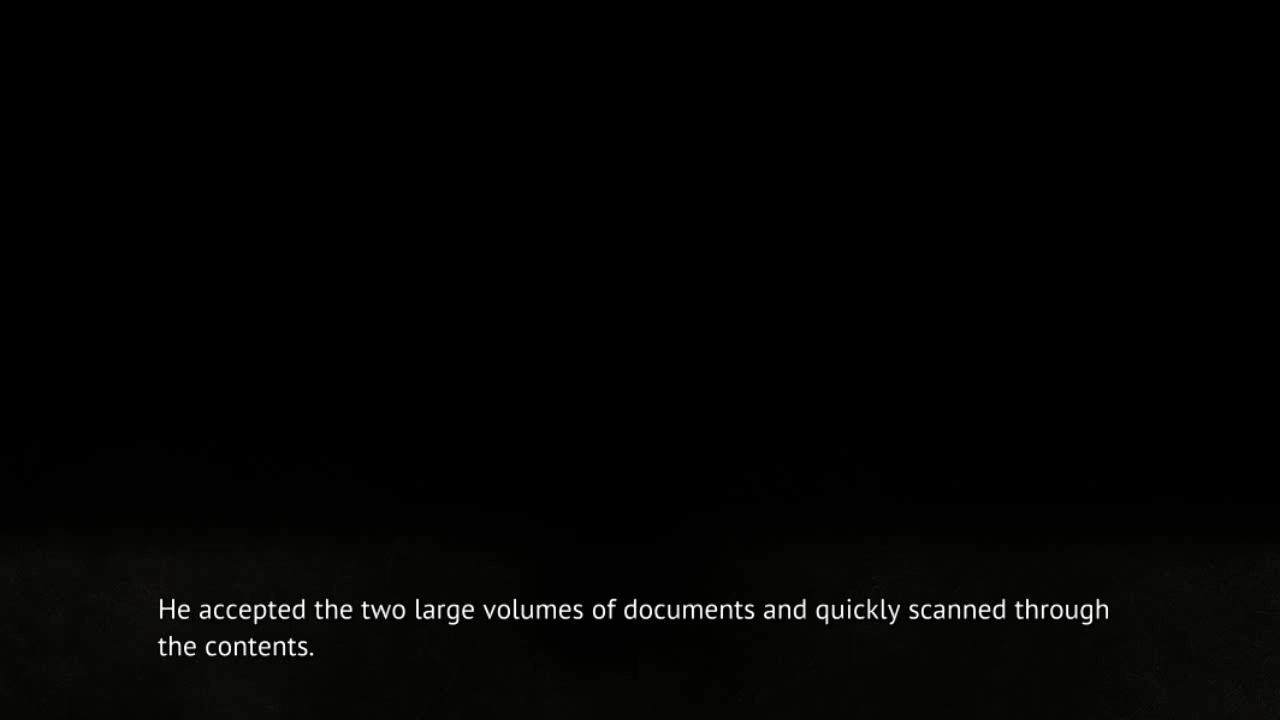 He accepted the two large volumes of documents and quickly scanned through
the contents.